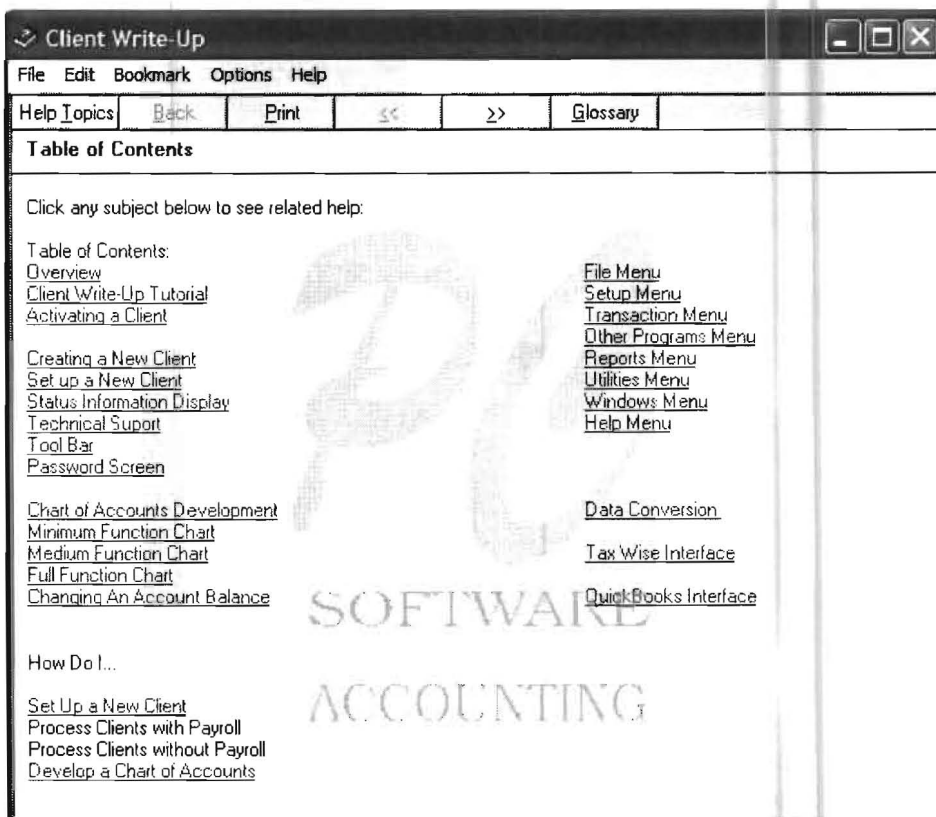 Client Write-Up
File Edit Bookmark Options Help
Help Topics Back Print << >> Glossary
Table of Contents
Click any subject below to see related help:
Table of Contents:
Overview
Client Write-Up Tutorial
Activating a Client
Creating a New Client
Set up a New Client
Status Information Display
Technical Suport
Tool Bar
Password Screen
Chart of Accounts Development
Minimum Function Chart
Medium Function Chart
Full Function Chart
Changing An Account Balance
How Do I...
Set Up a New Client
Process Clients with Payroll
Process Clients without Payroll
Develop a Chart of Accounts
File Menu
Setup Menu
Transaction Menu
Other Programs Menu
Reports Menu
Utilities Menu
Windows Menu
Help Menu
Data Conversion
Tax Wise Interface
QuickBooks Interface
PC
SOFTWARE
ACCOUNTING